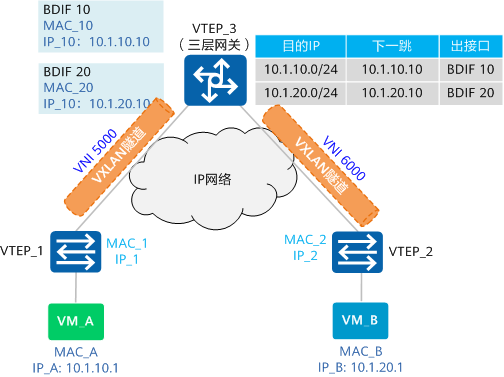 BDIF 10
MAC_10
IP_10：10.1.10.10
BDIF 20
MAC_20
IP_10：10.1.20.10
VTEP_3
（三层网关）
目的IP 下一跳 出接口
10.1.10.0/24 10.1.10.10 BDIF 10
10.1.20.0/24 10.1.20.10 BDIF 20
VNI 5000
VXLAN隧道
VNI 6000
VXLAN隧道
IP网络
VTEP_1
MAC_1
IP_1
MAC_2
IP_2
VTEP_2
VM_A
MAC_A
IP_A: 10.1.10.1
VM_B
MAC_B
IP_B: 10.1.20.1